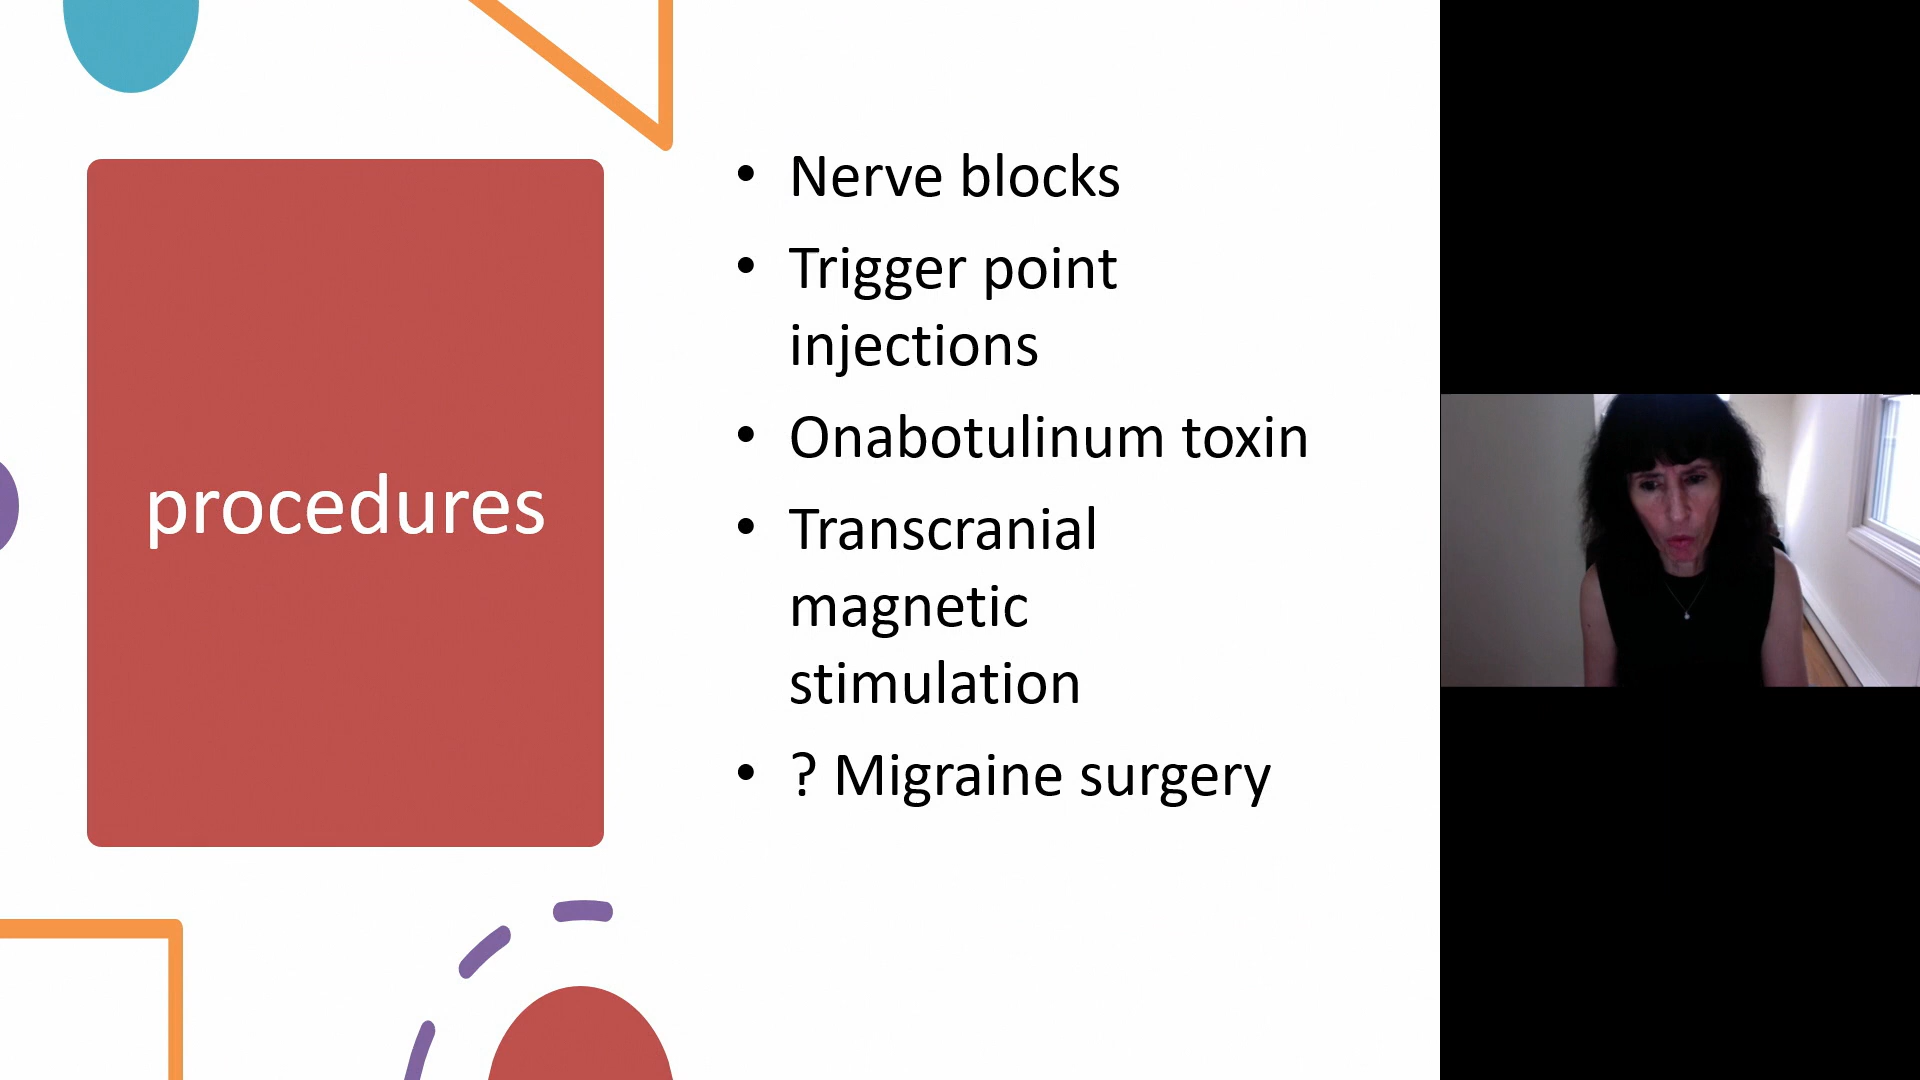 procedures
• Nerve blocks
• Trigger point
injections
• Onabotulinum toxin
• Transcranial
magnetic
stimulation
• ? Migraine surgery